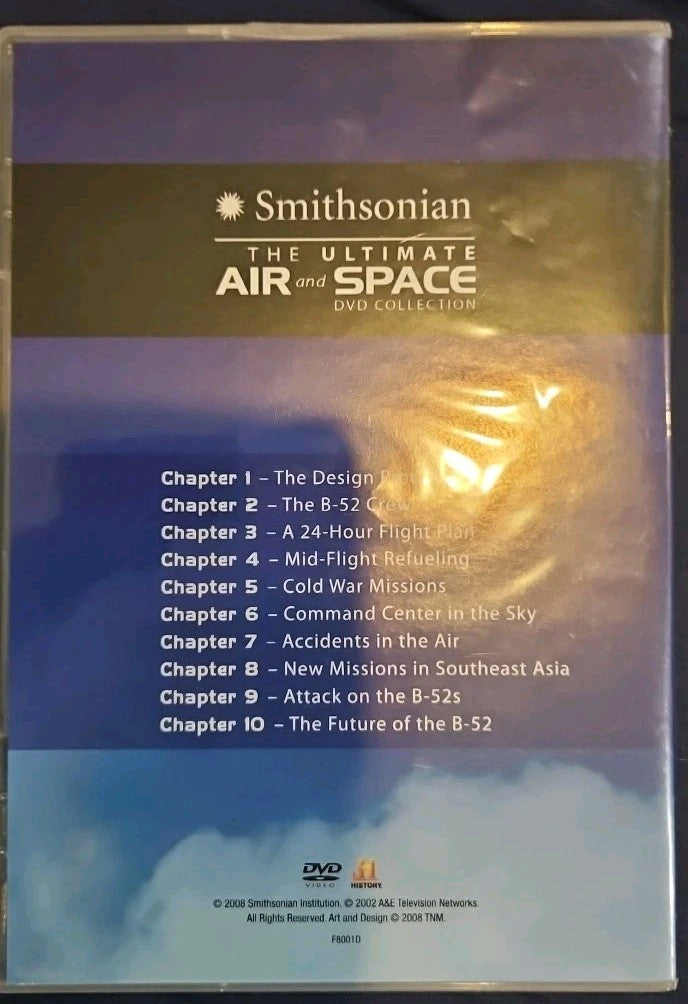 Smithsonian
THE ULTIMATE
AIR and SPACE
DVD COLLECTION
Chapter 1 – The Design
Chapter 2 – The B-52 Crew
Chapter 3 – A 24-Hour Flight Plan
Chapter 4 – Mid-Flight Refueling
Chapter 5 – Cold War Missions
Chapter 6 – Command Center in the Sky
Chapter 7 – Accidents in the Air
Chapter 8 – New Missions in Southeast Asia
Chapter 9 – Attack on the B-52s
Chapter 10 – The Future of the B-52
DVD
VIDEO
H
HISTORY
© 2008 Smithsonian Institution. © 2002 A&E Television Networks.
All Rights Reserved. Art and Design © 2008 TNM.
F8001D